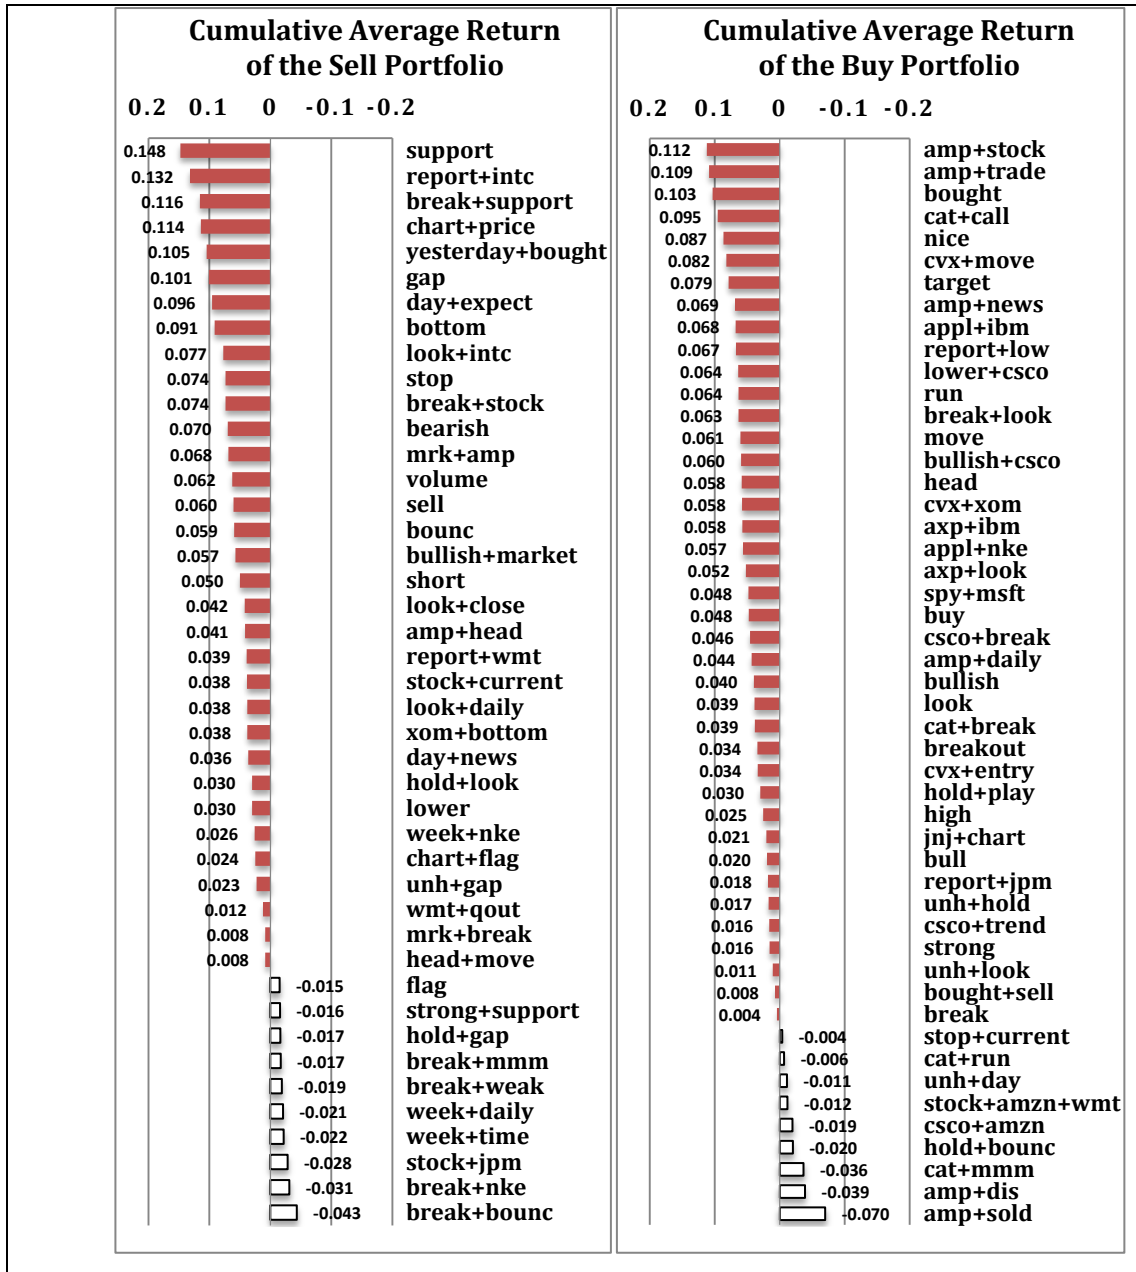 Cumulative Average Return
of the Sell Portfolio
0.2 0.1 0 -0.1 -0.2
0.148 support
0.132 report+intc
0.116 break+support
0.114 chart+price
0.105 yesterday+bought
0.101 gap
0.096 day+expect
0.091 bottom
0.077 look+intc
0.074 stop
0.074 break+stock
0.070 bearish
0.068 mrk+amp
0.062 volume
0.060 sell
0.059 bounc
0.057 bullish+market
0.050 short
0.042 look+close
0.041 amp+head
0.039 report+wmt
0.038 stock+current
0.038 look+daily
0.038 xom+bottom
0.036 day+news
0.030 hold+look
0.030 lower
0.026 week+nke
0.024 chart+flag
0.023 unh+gap
0.012 wmt+qout
0.008 mrk+break
0.008 head+move
-0.015 flag
-0.016 strong+support
-0.017 hold+gap
-0.017 break+mmm
-0.019 break+weak
-0.021 week+daily
-0.022 week+time
-0.028 stock+jpm
-0.031 break+nke
-0.043 break+bounc
Cumulative Average Return
of the Buy Portfolio
0.2 0.1 0 -0.1 -0.2
0.112 amp+stock
0.109 amp+trade
0.103 bought
0.095 cat+call
0.087 nice
0.082 cvx+move
0.079 target
0.069 amp+news
0.068 appl+ibm
0.067 report+low
0.064 lower+csco
0.064 run
0.063 break+look
0.061 move
0.060 bullish+csco
0.058 head
0.058 cvx+xom
0.058 axp+ibm
0.057 appl+nke
0.052 axp+look
0.048 spy+msft
0.048 buy
0.046 csco+break
0.044 amp+daily
0.040 bullish
0.039 look
0.039 cat+break
0.034 breakout
0.034 cvx+entry
0.030 hold+play
0.025 high
0.021 jnj+chart
0.020 bull
0.018 report+jpm
0.017 unh+hold
0.016 csco+trend
0.016 strong
0.011 unh+look
0.008 bought+sell
0.004 break
-0.004 stop+current
-0.006 cat+run
-0.011 unh+day
-0.012 stock+amzn+wmt
-0.019 csco+amzn
-0.020 hold+bounc
-0.036 cat+mmm
-0.039 amp+dis
-0.070 amp+sold